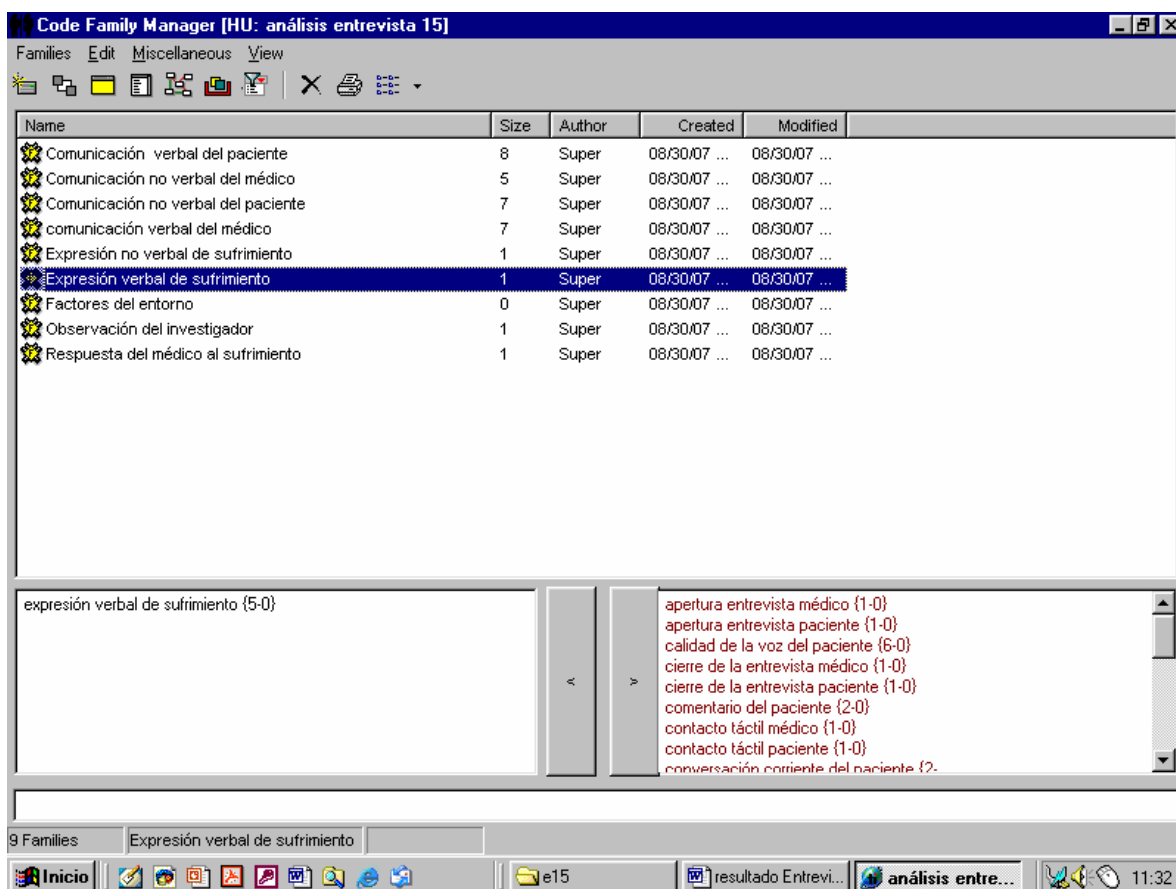 Code Family Manager [HU: análisis entrevista 15]
Families Edit Miscellaneous View
Name Size Author Created Modified
Comunicación  verbal del paciente 8 Super 08/30/07 ... 08/30/07 ...
Comunicación no verbal del médico 5 Super 08/30/07 ... 08/30/07 ...
Comunicación no verbal del paciente 7 Super 08/30/07 ... 08/30/07 ...
comunicación verbal del médico 7 Super 08/30/07 ... 08/30/07 ...
Expresión no verbal de sufrimiento 1 Super 08/30/07 ... 08/30/07 ...
Expresión verbal de sufrimiento 1 Super 08/30/07 ... 08/30/07 ...
Factores del entorno 0 Super 08/30/07 ... 08/30/07 ...
Observación del investigador 1 Super 08/30/07 ... 08/30/07 ...
Respuesta del médico al sufrimiento 1 Super 08/30/07 ... 08/30/07 ...
expresión verbal de sufrimiento {5-0}
< >
apertura entrevista médico {1-0}
apertura entrevista paciente {1-0}
calidad de la voz del paciente {6-0}
cierre de la entrevista médico {1-0}
cierre de la entrevista paciente {1-0}
comentario del paciente {2-0}
contacto táctil médico {1-0}
contacto táctil paciente {1-0}
conversación corriente del paciente {2-
9 Families Expresión verbal de sufrimiento
Inicio e15 resultado Entrevi... análisis entre... 11:32